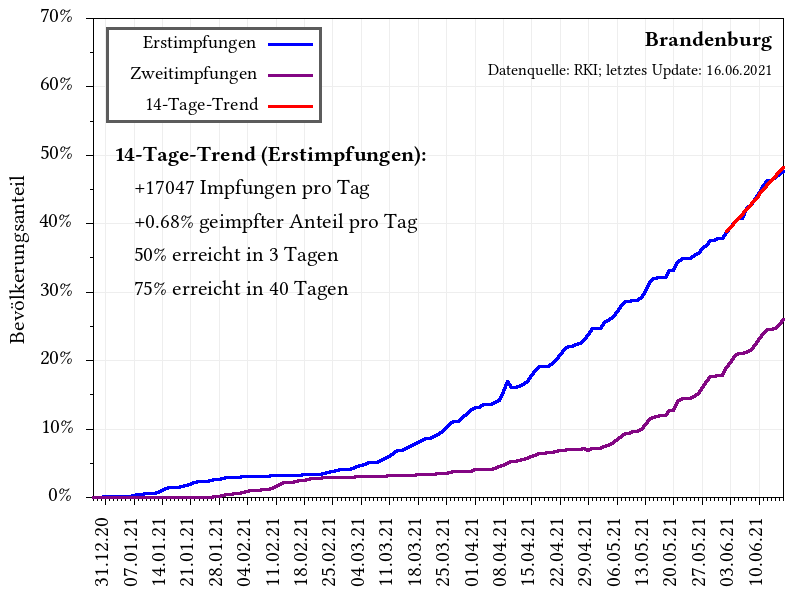 70%
60%
50%
40%
30%
20%
10%
0%
Bevölkerungsanteil
Erstimpfungen
Zweitimpfungen
14-Tage-Trend
Brandenburg
Datenquelle: RKI; letztes Update: 16.06.2021
14-Tage-Trend (Erstimpfungen):
+17047 Impfungen pro Tag
+0.68% geimpfter Anteil pro Tag
50% erreicht in 3 Tagen
75% erreicht in 40 Tagen
31.12.20
07.01.21
14.01.21
21.01.21
28.01.21
04.02.21
11.02.21
18.02.21
25.02.21
04.03.21
11.03.21
18.03.21
25.03.21
01.04.21
08.04.21
15.04.21
22.04.21
29.04.21
06.05.21
13.05.21
20.05.21
27.05.21
03.06.21
10.06.21